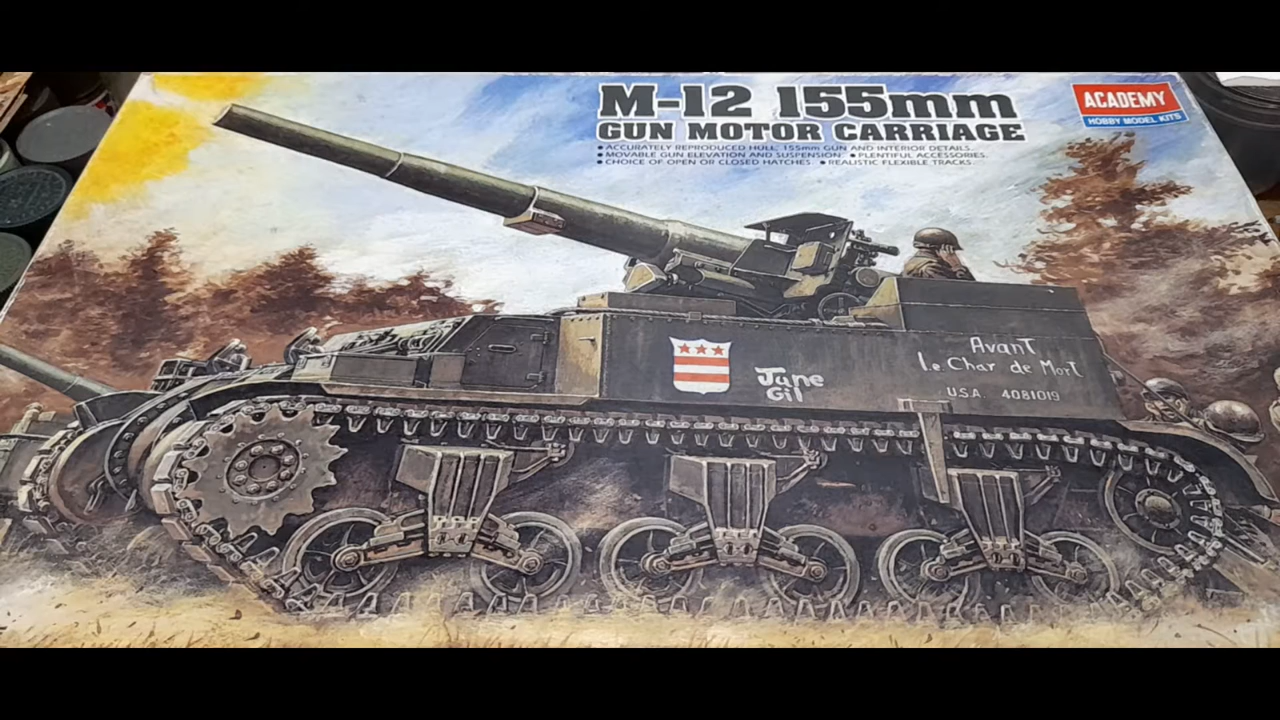 M-12 155mm
GUN MOTOR CARRIAGE
• ACCURATELY REPRODUCED HULL, 155mm GUN AND INTERIOR DETAILS.
• MOVABLE GUN ELEVATION AND SUSPENSION. • PLENTIFUL ACCESSORIES.
• CHOICE OF OPEN OR CLOSED HATCHES. • REALISTIC FLEXIBLE TRACKS.
ACADEMY
HOBBY MODEL KITS
Avant
Le Char de Mort
U.S.A. 4081019
June
Gil